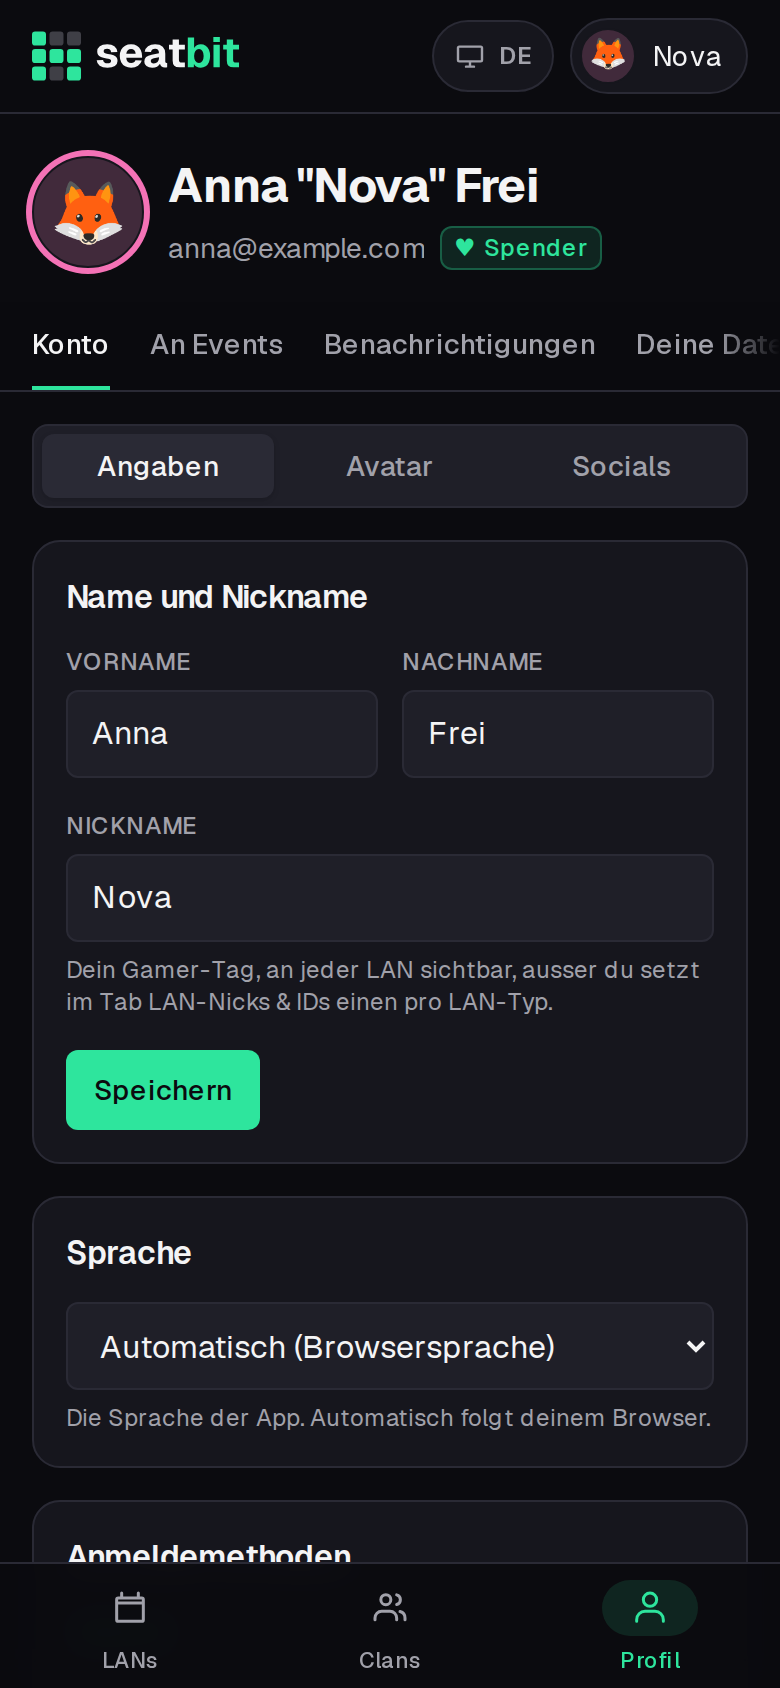 seatbit
DE
Nova
Anna "Nova" Frei
anna@example.com
♥ Spender
Konto
An Events
Benachrichtigungen
Deine Date
Angaben
Avatar
Socials
Name und Nickname
VORNAME
NACHNAME
Anna
Frei
NICKNAME
Nova
Dein Gamer-Tag, an jeder LAN sichtbar, ausser du setzt
im Tab LAN-Nicks & IDs einen pro LAN-Typ.
Speichern
Sprache
Automatisch (Browsersprache)
Die Sprache der App. Automatisch folgt deinem Browser.
Anmeldemethoden
LANs
Clans
Profil